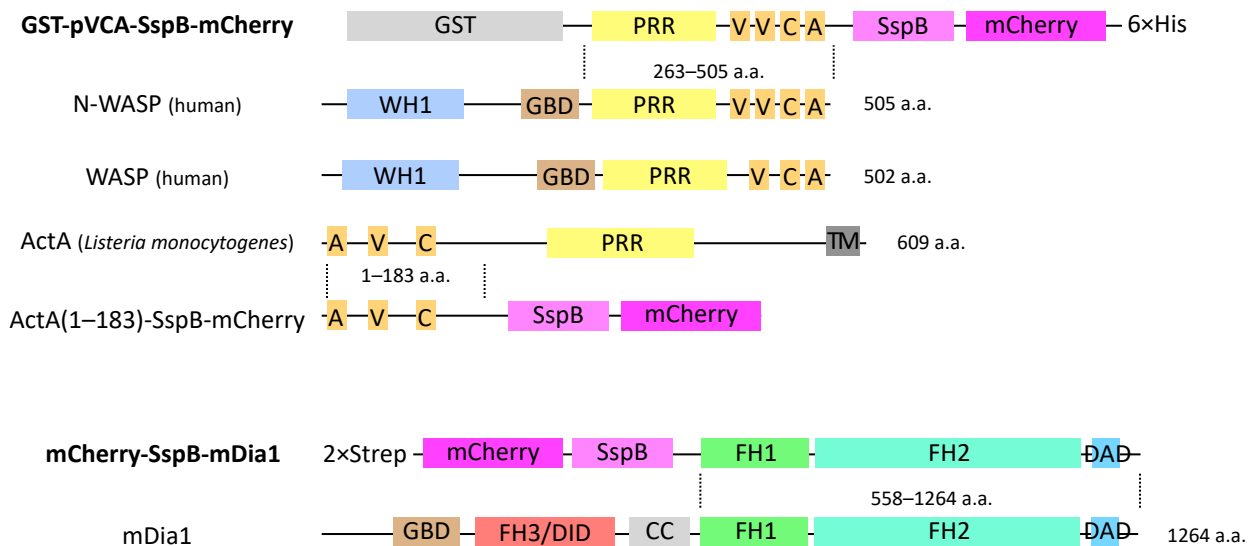 GST-pVCA-SspB-mCherry GST PRR V V C A SspB mCherry 6×His
263–505 a.a.
N-WASP (human) WH1 GBD PRR V V C A 505 a.a.
WASP (human) WH1 GBD PRR V C A 502 a.a.
ActA (Listeria monocytogenes) A V C PRR TM 609 a.a.
1–183 a.a.
ActA(1–183)-SspB-mCherry A V C SspB mCherry
mCherry-SspB-mDia1 2×Strep mCherry SspB FH1 FH2 DAD
558–1264 a.a.
mDia1 GBD FH3/DID CC FH1 FH2 DAD 1264 a.a.